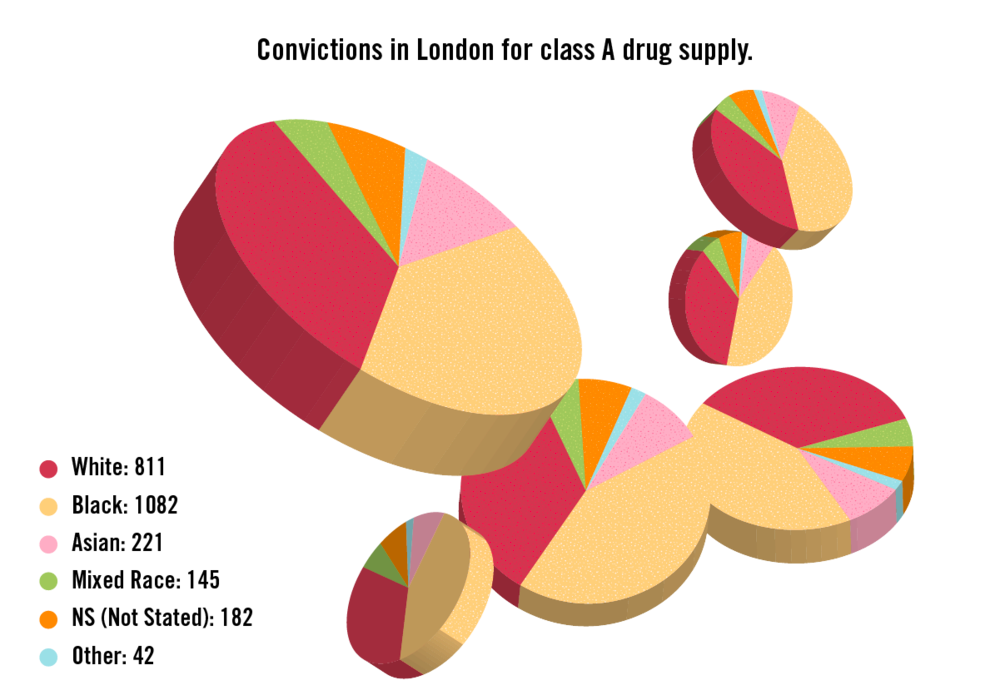 Convictions in London for class A drug supply.
White: 811
Black: 1082
Asian: 221
Mixed Race: 145
NS (Not Stated): 182
Other: 42